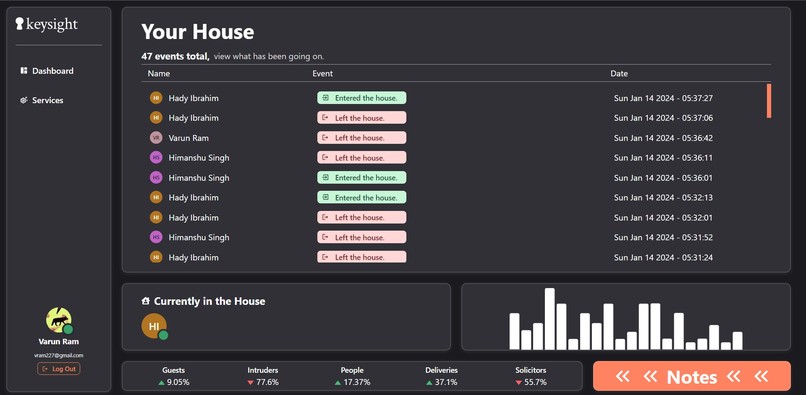 keysight
Dashboard
Services
Your House
47 events total, view what has been going on.
Name Event Date
HI Hady Ibrahim Entered the house. Sun Jan 14 2024 - 05:37:27
HI Hady Ibrahim Left the house. Sun Jan 14 2024 - 05:37:06
VR Varun Ram Left the house. Sun Jan 14 2024 - 05:36:42
HS Himanshu Singh Left the house. Sun Jan 14 2024 - 05:36:11
HS Himanshu Singh Entered the house. Sun Jan 14 2024 - 05:36:01
HI Hady Ibrahim Entered the house. Sun Jan 14 2024 - 05:32:13
HI Hady Ibrahim Left the house. Sun Jan 14 2024 - 05:32:01
HS Himanshu Singh Left the house. Sun Jan 14 2024 - 05:31:52
HI Hady Ibrahim Left the house. Sun Jan 14 2024 - 05:31:24
Currently in the House
HI
Varun Ram
vram227@gmail.com
Log Out
Guests Intruders People Deliveries Solicitors
9.05% 77.6% 17.37% 37.1% 55.7%
Notes